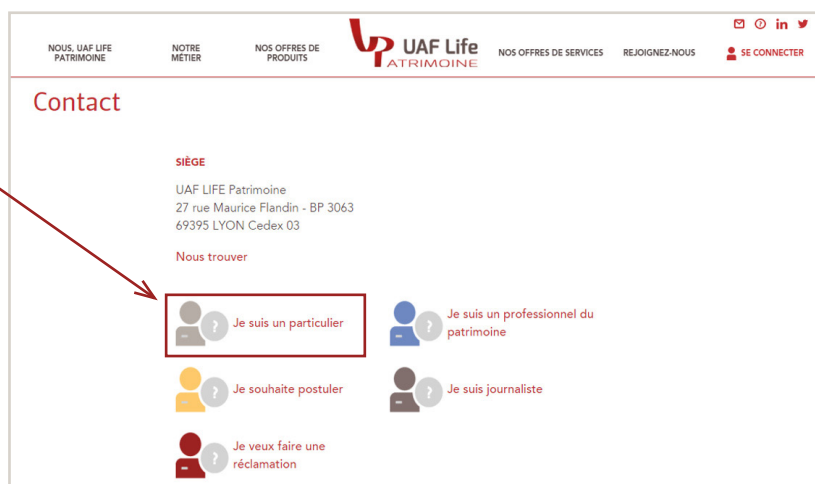 NOUS, UAF LIFE
PATRIMOINE
NOTRE
MÉTIER
NOS OFFRES DE
PRODUITS
UAF Life
PATRIMOINE
NOS OFFRES DE SERVICES
REJOIGNEZ-NOUS
SE CONNECTER
Contact
SIÈGE
UAF LIFE Patrimoine
27 rue Maurice Flandin - BP 3063
69395 LYON Cedex 03
Nous trouver
? Je suis un particulier
? Je suis un professionnel du
patrimoine
? Je souhaite postuler
? Je suis journaliste
? Je veux faire une
réclamation